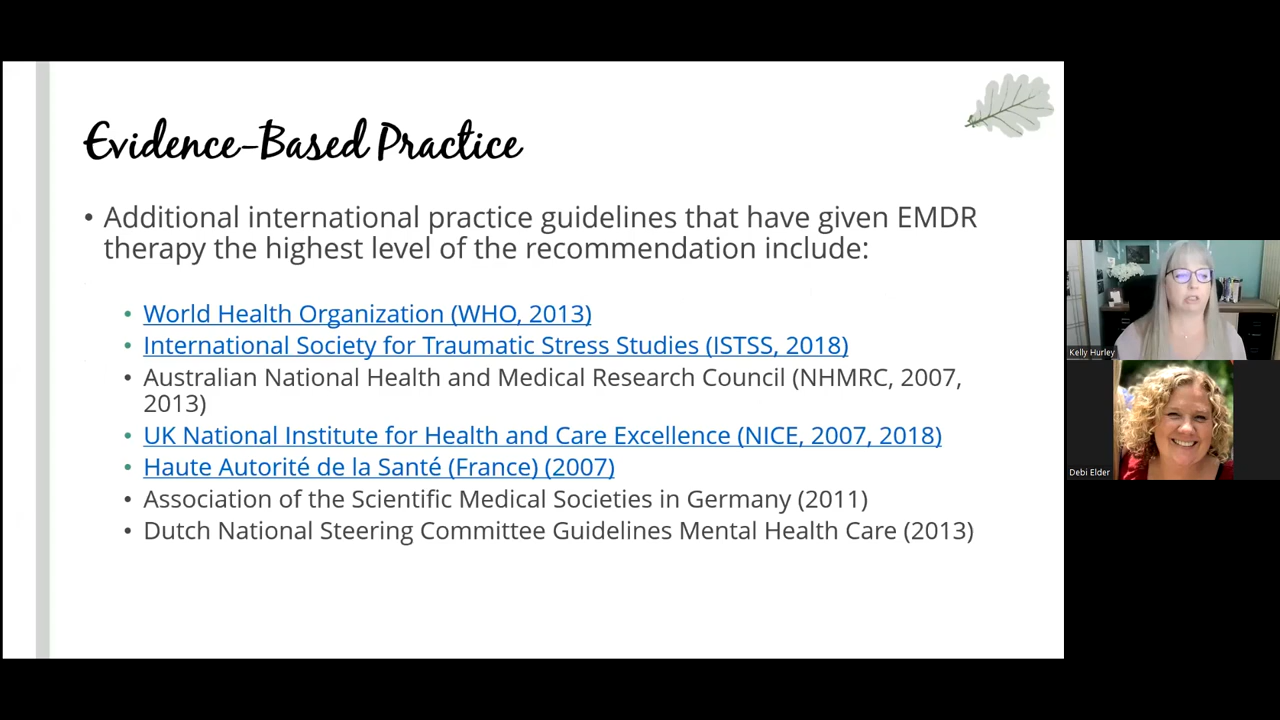 Evidence-Based Practice
• Additional international practice guidelines that have given EMDR
therapy the highest level of the recommendation include:
• World Health Organization (WHO, 2013)
• International Society for Traumatic Stress Studies (ISTSS, 2018)
• Australian National Health and Medical Research Council (NHMRC, 2007,
2013)
• UK National Institute for Health and Care Excellence (NICE, 2007, 2018)
• Haute Autorité de la Santé (France) (2007)
• Association of the Scientific Medical Societies in Germany (2011)
• Dutch National Steering Committee Guidelines Mental Health Care (2013)
Kelly Hurley
Debi Elder